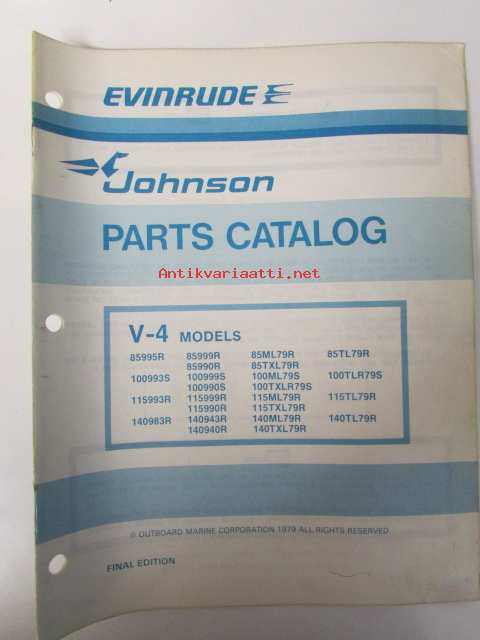 EVINRUDE
Johnson
PARTS CATALOG
Antikvariaatti.net
V-4 MODELS
85995R 85999R 85ML79R 85TL79R
85990R 85TXL79R
100993S 100999S 100ML79S 100TLR79S
100990S 100TXLR79S
115993R 115999R 115ML79R 115TL79R
115990R 115TXL79R
140983R 140943R 140ML79R 140TL79R
140940R 140TXL79R
© OUTBOARD MARINE CORPORATION 1979 ALL RIGHTS RESERVED
FINAL EDITION